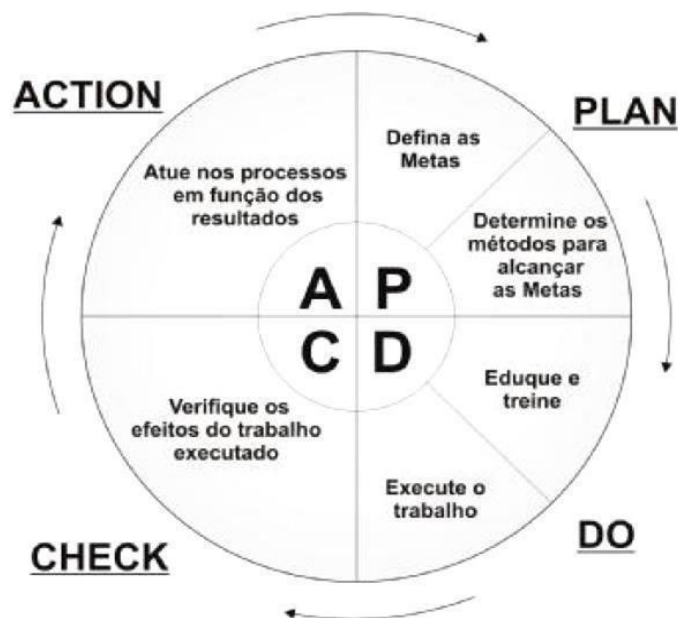 ACTION
Atue nos processos
em função dos
resultados
PLAN
Defina as
Metas
Determine os
métodos para
alcançar
as Metas
A P
C D
Eduque e
treine
Execute o
trabalho
DO
Verifique os
efeitos do trabalho
executado
CHECK